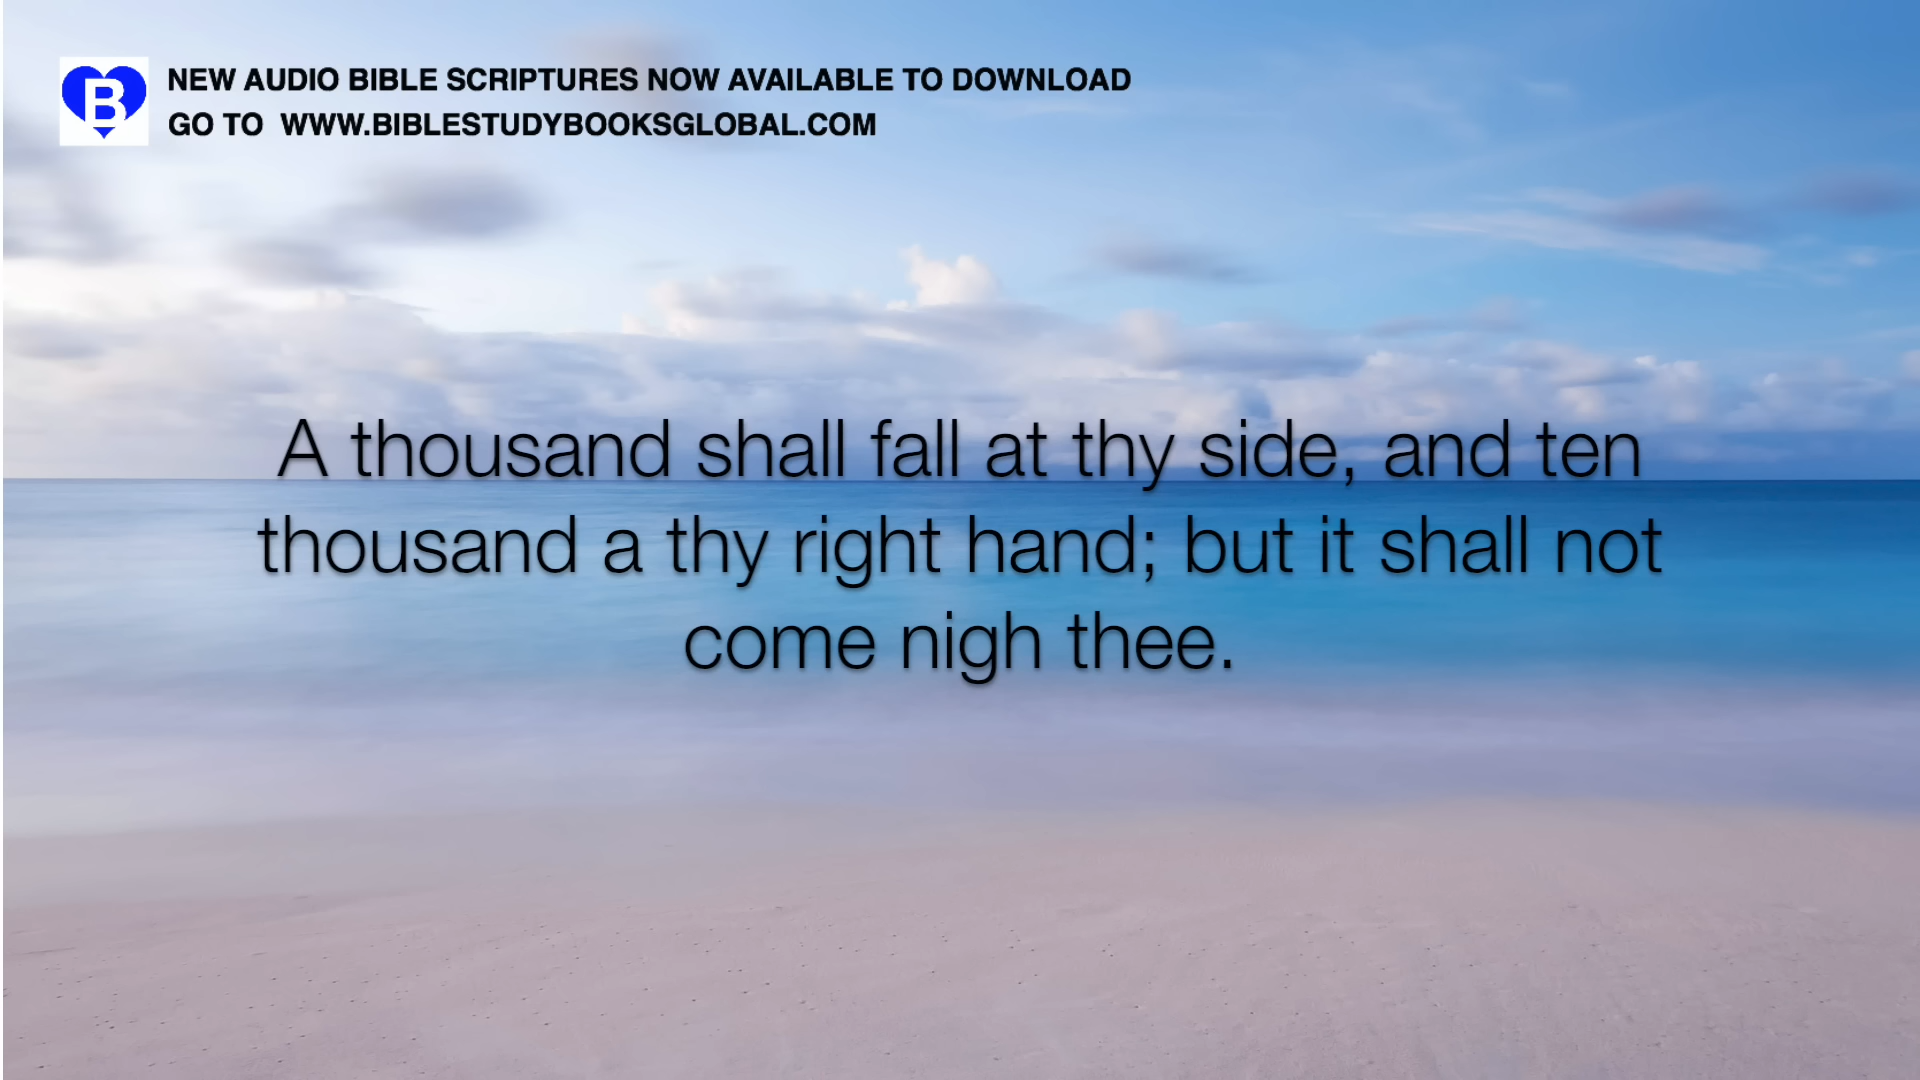 B
NEW AUDIO BIBLE SCRIPTURES NOW AVAILABLE TO DOWNLOAD
GO TO WWW.BIBLESTUDYBOOKSGLOBAL.COM
A thousand shall fall at thy side, and ten
thousand a thy right hand; but it shall not
come nigh thee.